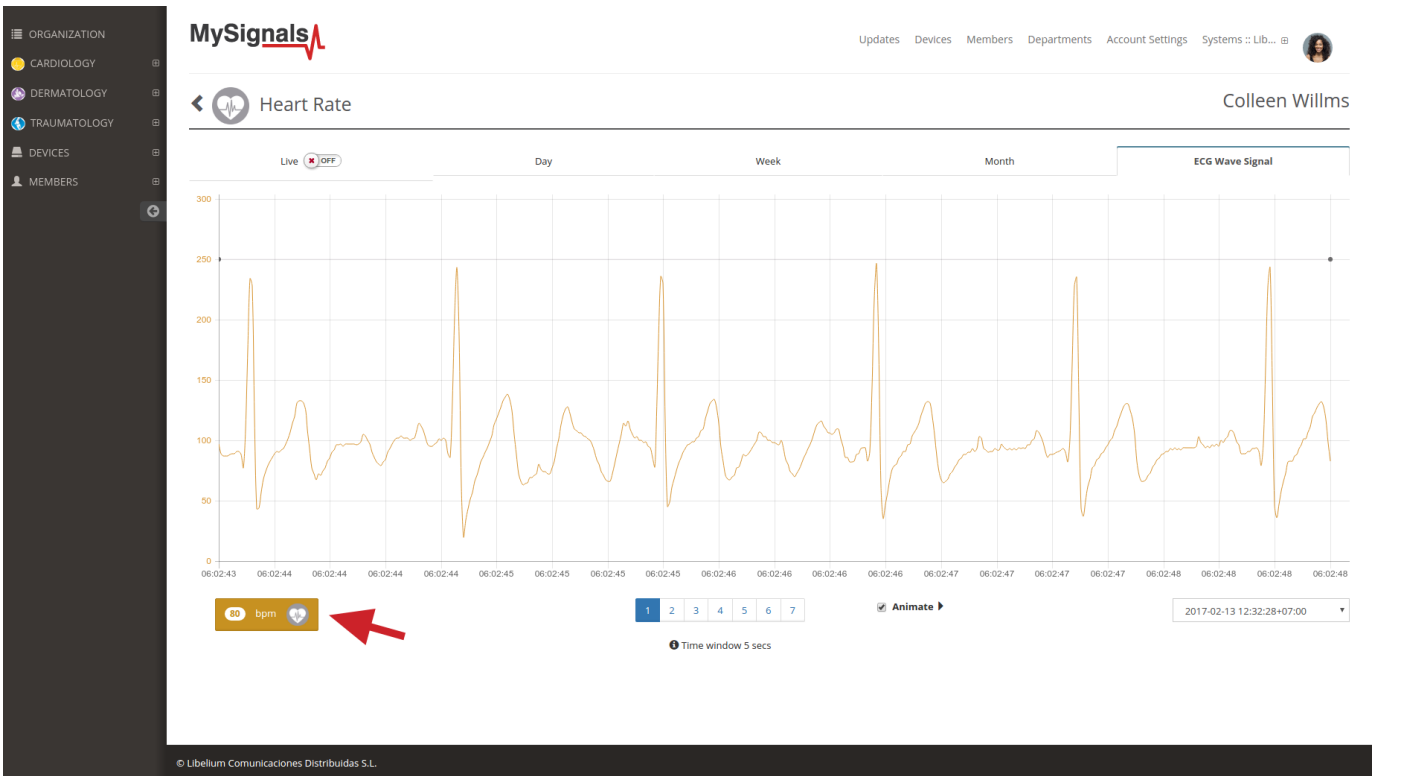 ORGANIZATION
CARDIOLOGY
DERMATOLOGY
TRAUMATOLOGY
DEVICES
MEMBERS
MySignals
Updates Devices Members Departments Account Settings Systems :: Lib...
Heart Rate
Colleen Willms
Live OFF Day Week Month ECG Wave Signal
300
250
200
150
100
50
0
06:02:43 06:02:44 06:02:44 06:02:44 06:02:44 06:02:45 06:02:45 06:02:45 06:02:45 06:02:46 06:02:46 06:02:46 06:02:46 06:02:47 06:02:47 06:02:47 06:02:47 06:02:48 06:02:48 06:02:48 06:02:48
80 bpm
1 2 3 4 5 6 7
Animate
2017-02-13 12:32:28+07:00
Time window 5 secs
© Libelium Comunicaciones Distribuidas S.L.